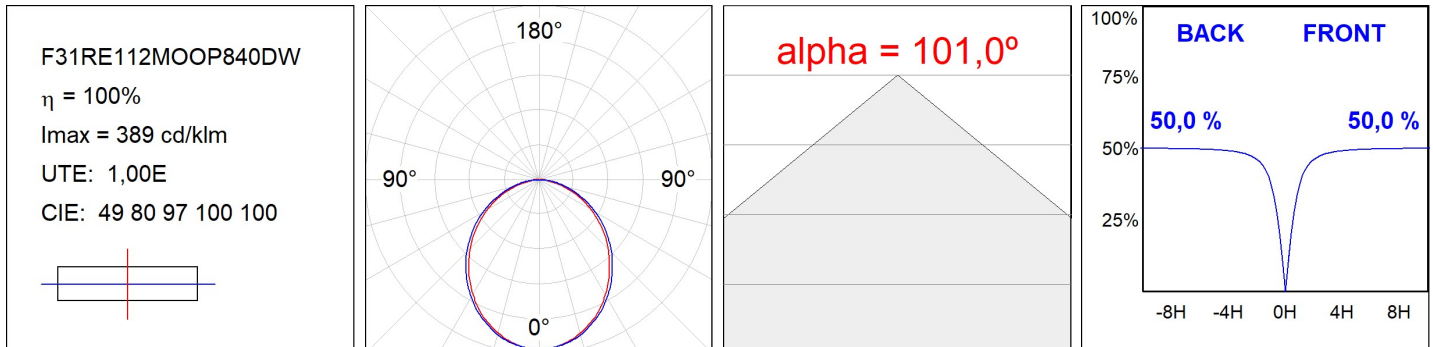 F31RE112MOOP840DW
η = 100%
Imax = 389 cd/klm
UTE: 1,00E
CIE: 49 80 97 100 100
180°
90° 90°
0°
alpha = 101,0º
100%
BACK FRONT
75%
50,0 % 50,0 %
50%
25%
-8H -4H 0H 4H 8H